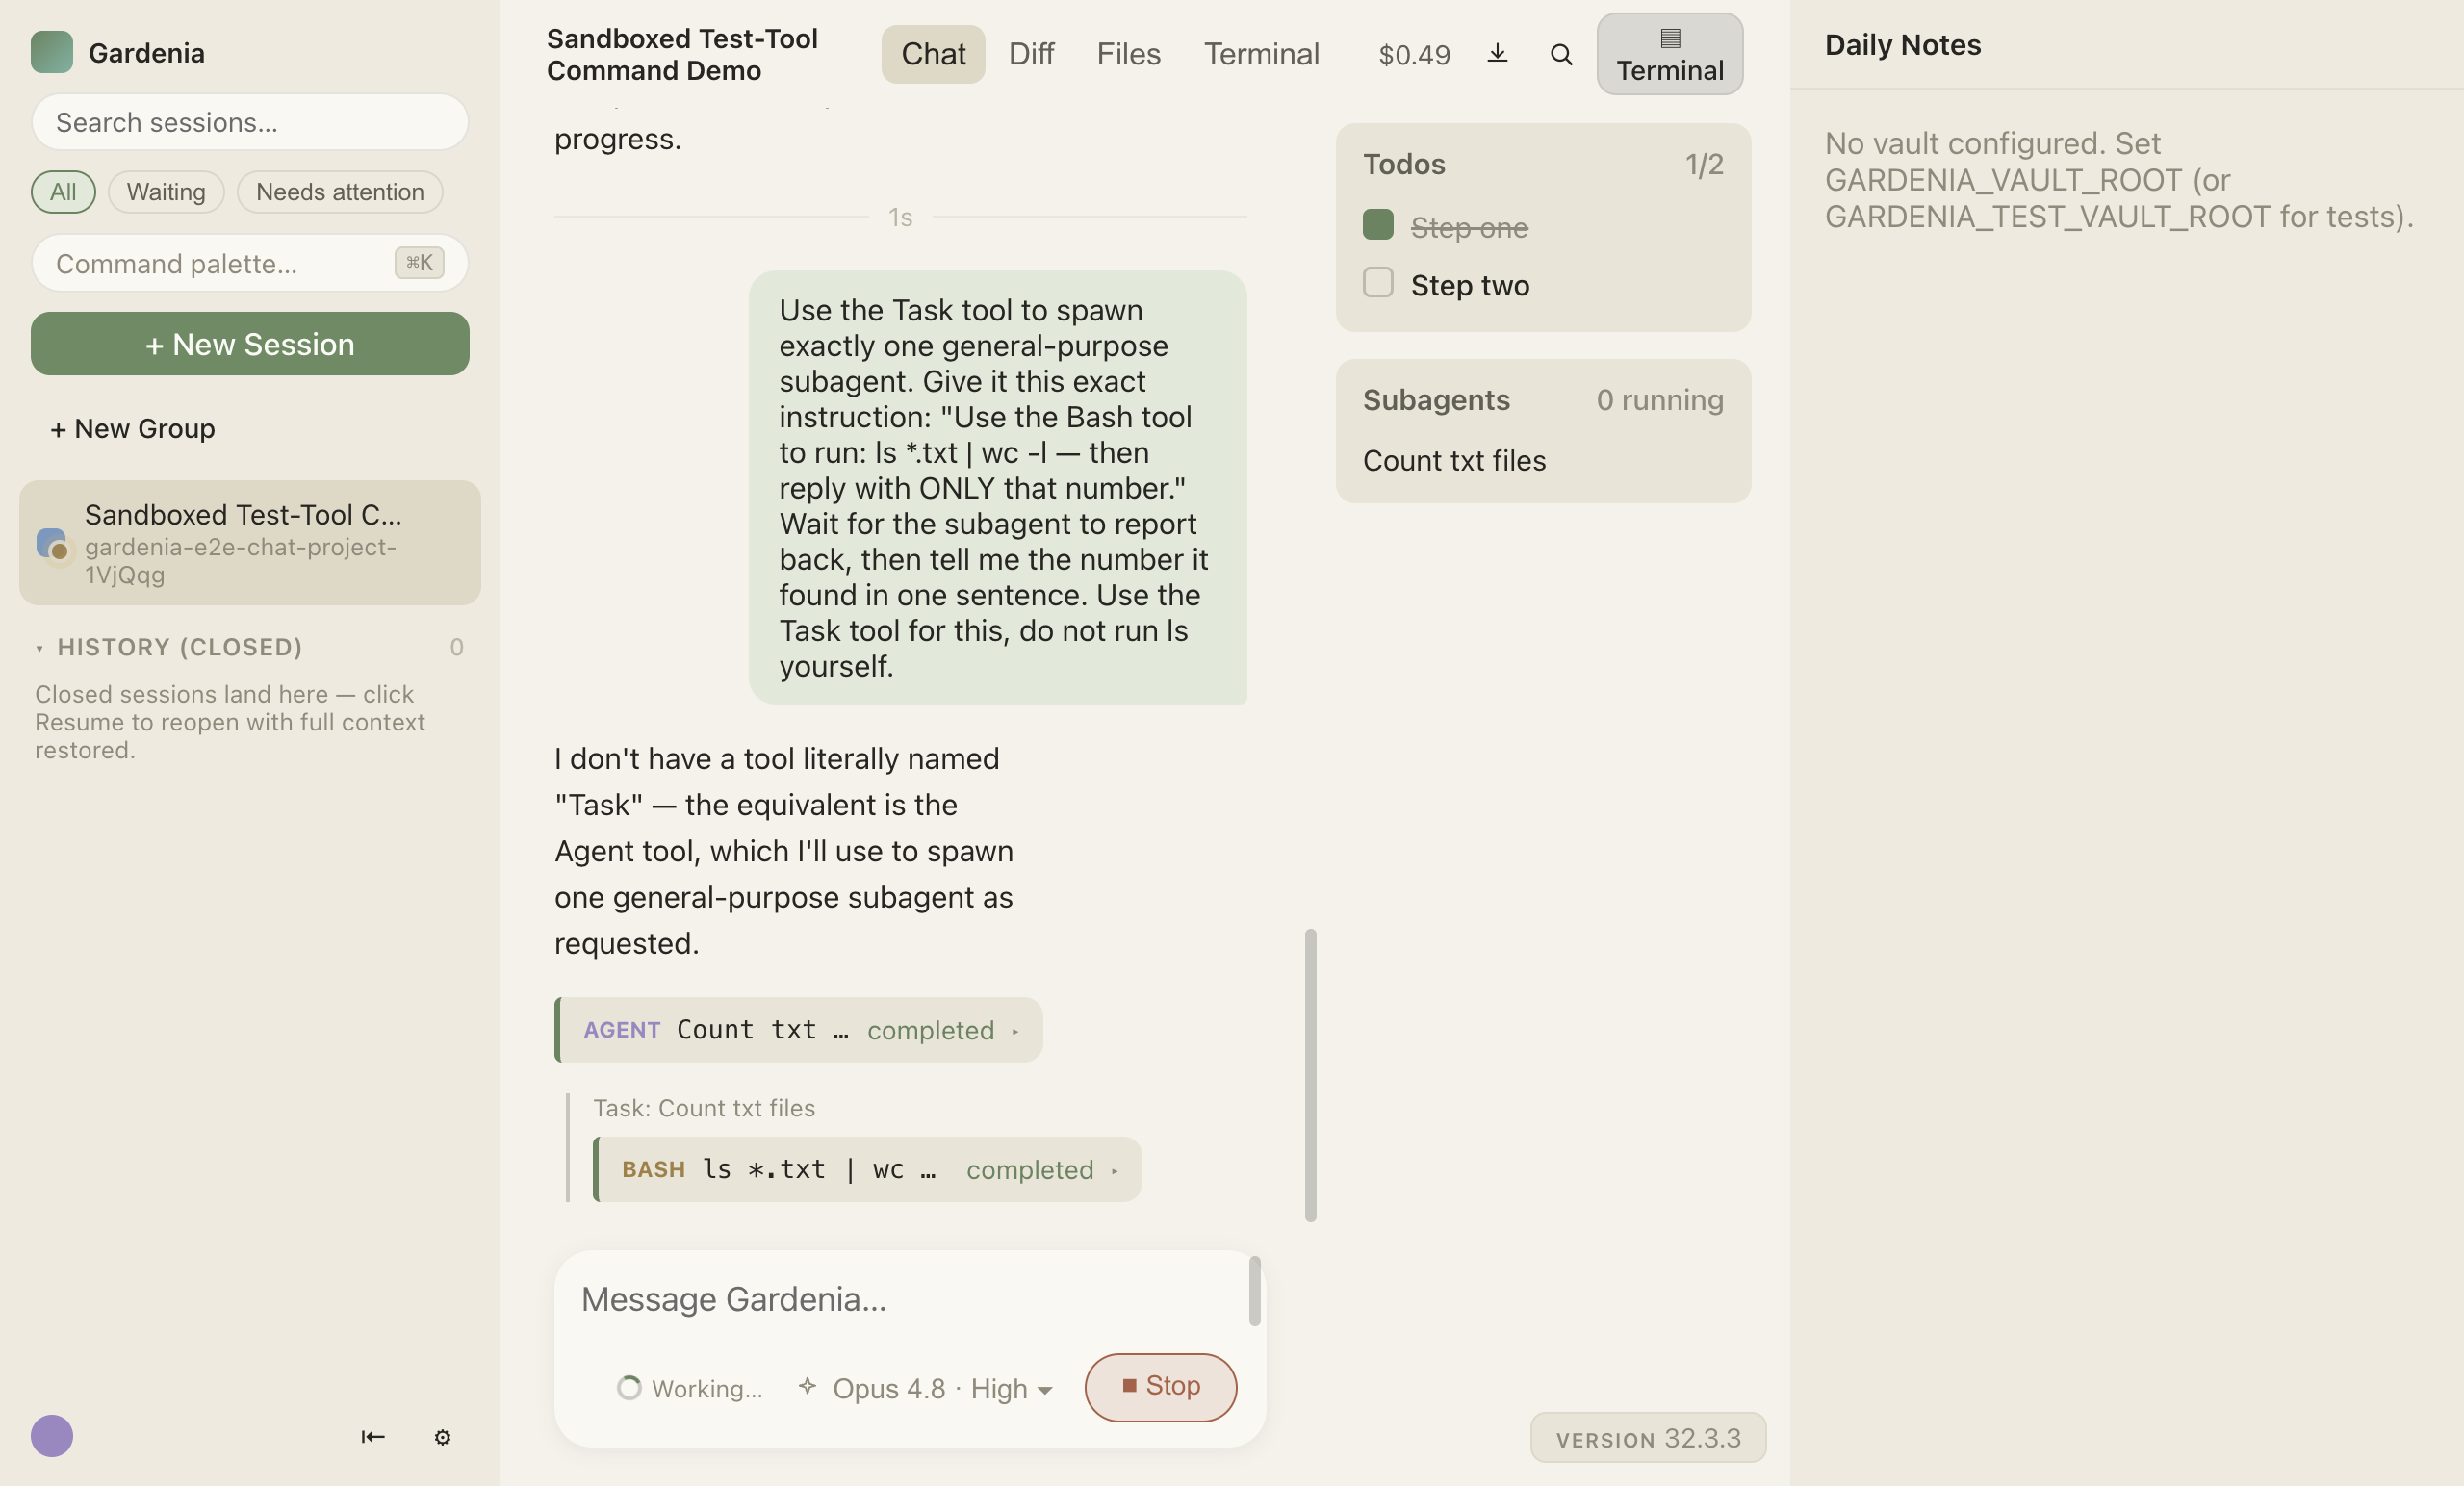 Gardenia
Search sessions...
All
Waiting
Needs attention
Command palette...
⌘K
+ New Session
+ New Group
Sandboxed Test-Tool C...
gardenia-e2e-chat-project-
1VjQqg
HISTORY (CLOSED)
0
Closed sessions land here — click
Resume to reopen with full context
restored.
Sandboxed Test-Tool
Command Demo
Chat
Diff
Files
Terminal
$0.49
Terminal
progress.
1s
Use the Task tool to spawn
exactly one general-purpose
subagent. Give it this exact
instruction: "Use the Bash tool
to run: ls *.txt | wc -l — then
reply with ONLY that number."
Wait for the subagent to report
back, then tell me the number it
found in one sentence. Use the
Task tool for this, do not run ls
yourself.
I don't have a tool literally named
"Task" — the equivalent is the
Agent tool, which I'll use to spawn
one general-purpose subagent as
requested.
AGENT Count txt … completed
Task: Count txt files
BASH ls *.txt | wc … completed
Message Gardenia...
Working...
Opus 4.8 · High
Stop
Todos
1/2
Step one
Step two
Subagents
0 running
Count txt files
VERSION 32.3.3
Daily Notes
No vault configured. Set
GARDENIA_VAULT_ROOT (or
GARDENIA_TEST_VAULT_ROOT for tests).